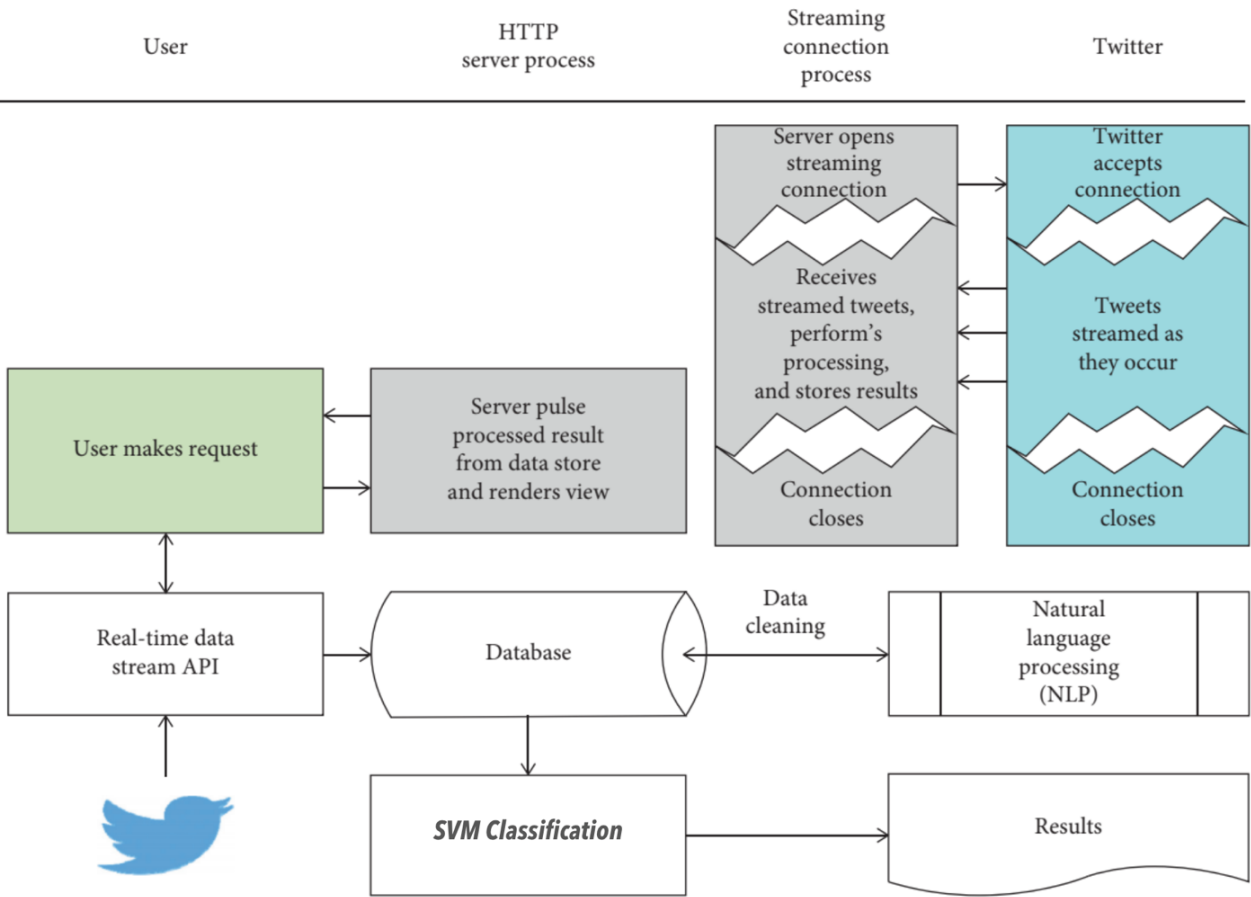 User
HTTP
server process
Streaming
connection
process
Twitter
Server opens
streaming
connection
Twitter
accepts
connection
Receives
streamed tweets,
perform's
processing,
and stores results
Tweets
streamed as
they occur
Connection
closes
Connection
closes
User makes request
Server pulse
processed result
from data store
and renders view
Real-time data
stream API
Database
Data
cleaning
Natural
language
processing
(NLP)
SVM Classification
Results